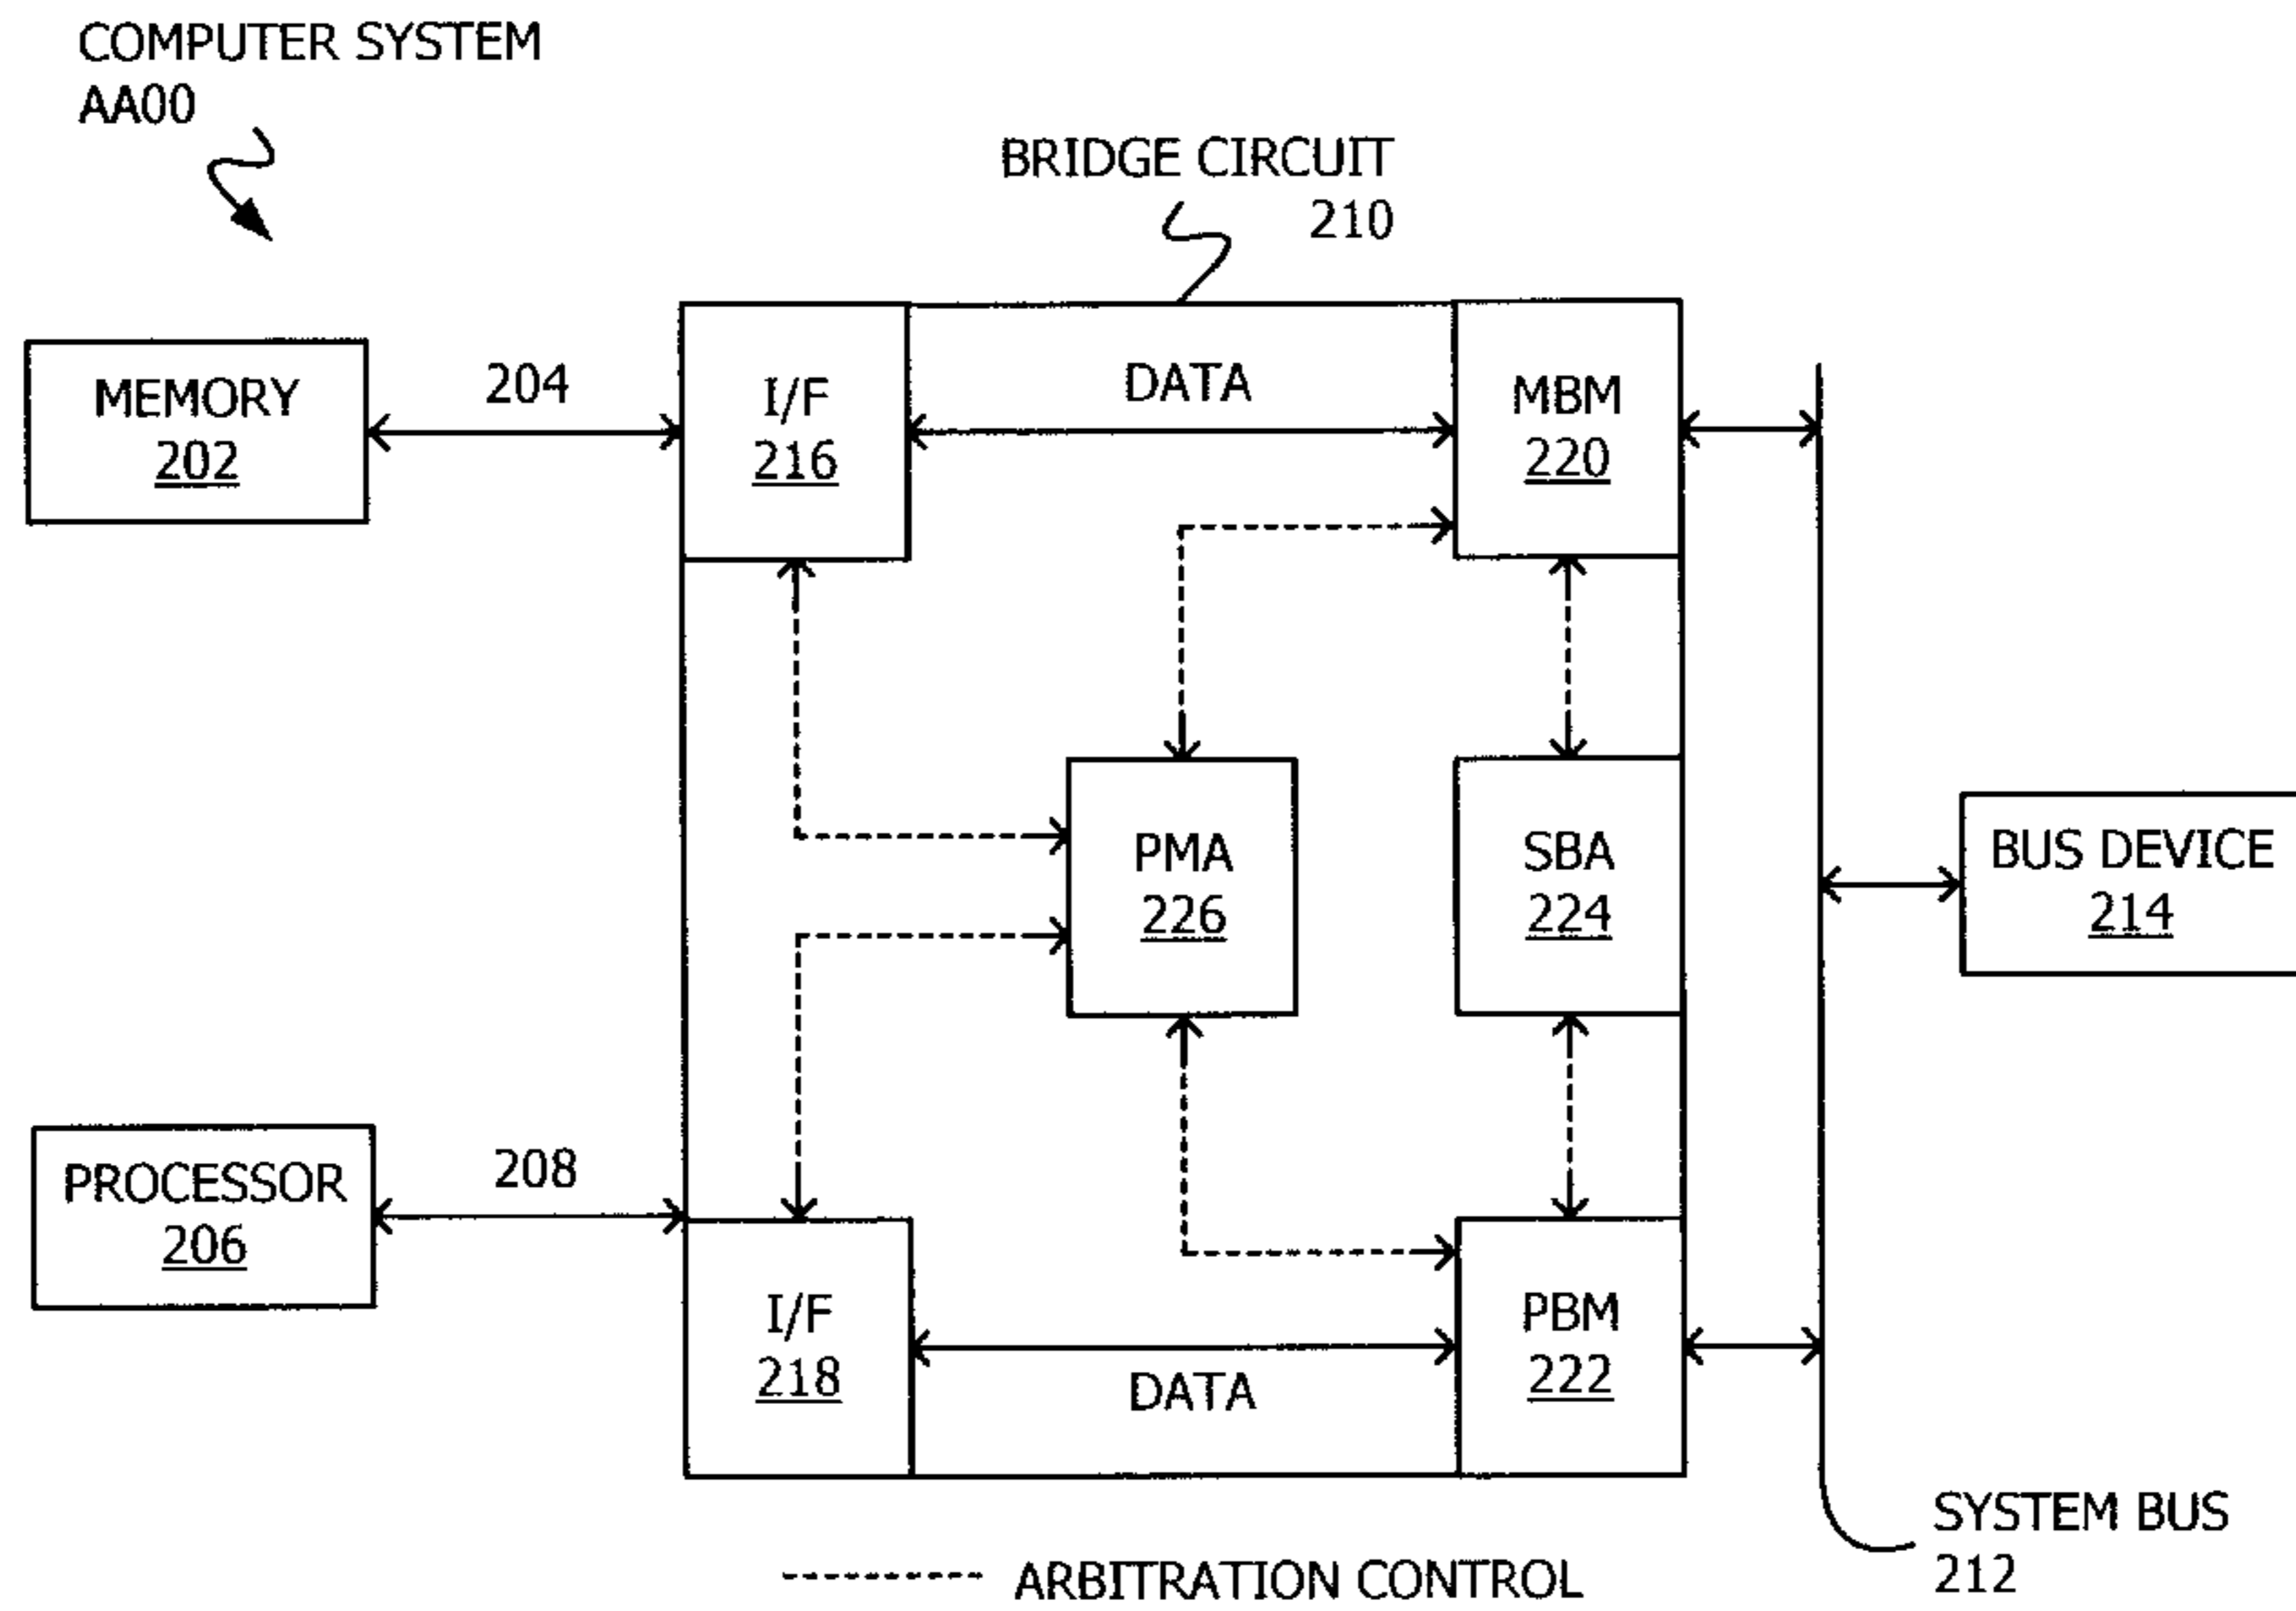 COMPUTER SYSTEM
AA00
BRIDGE CIRCUIT
210
MEMORY
202
204
I/F
216
DATA
MBM
220
PMA
226
SBA
224
BUS DEVICE
214
PROCESSOR
206
208
I/F
218
DATA
PBM
222
SYSTEM BUS
212
ARBITRATION CONTROL